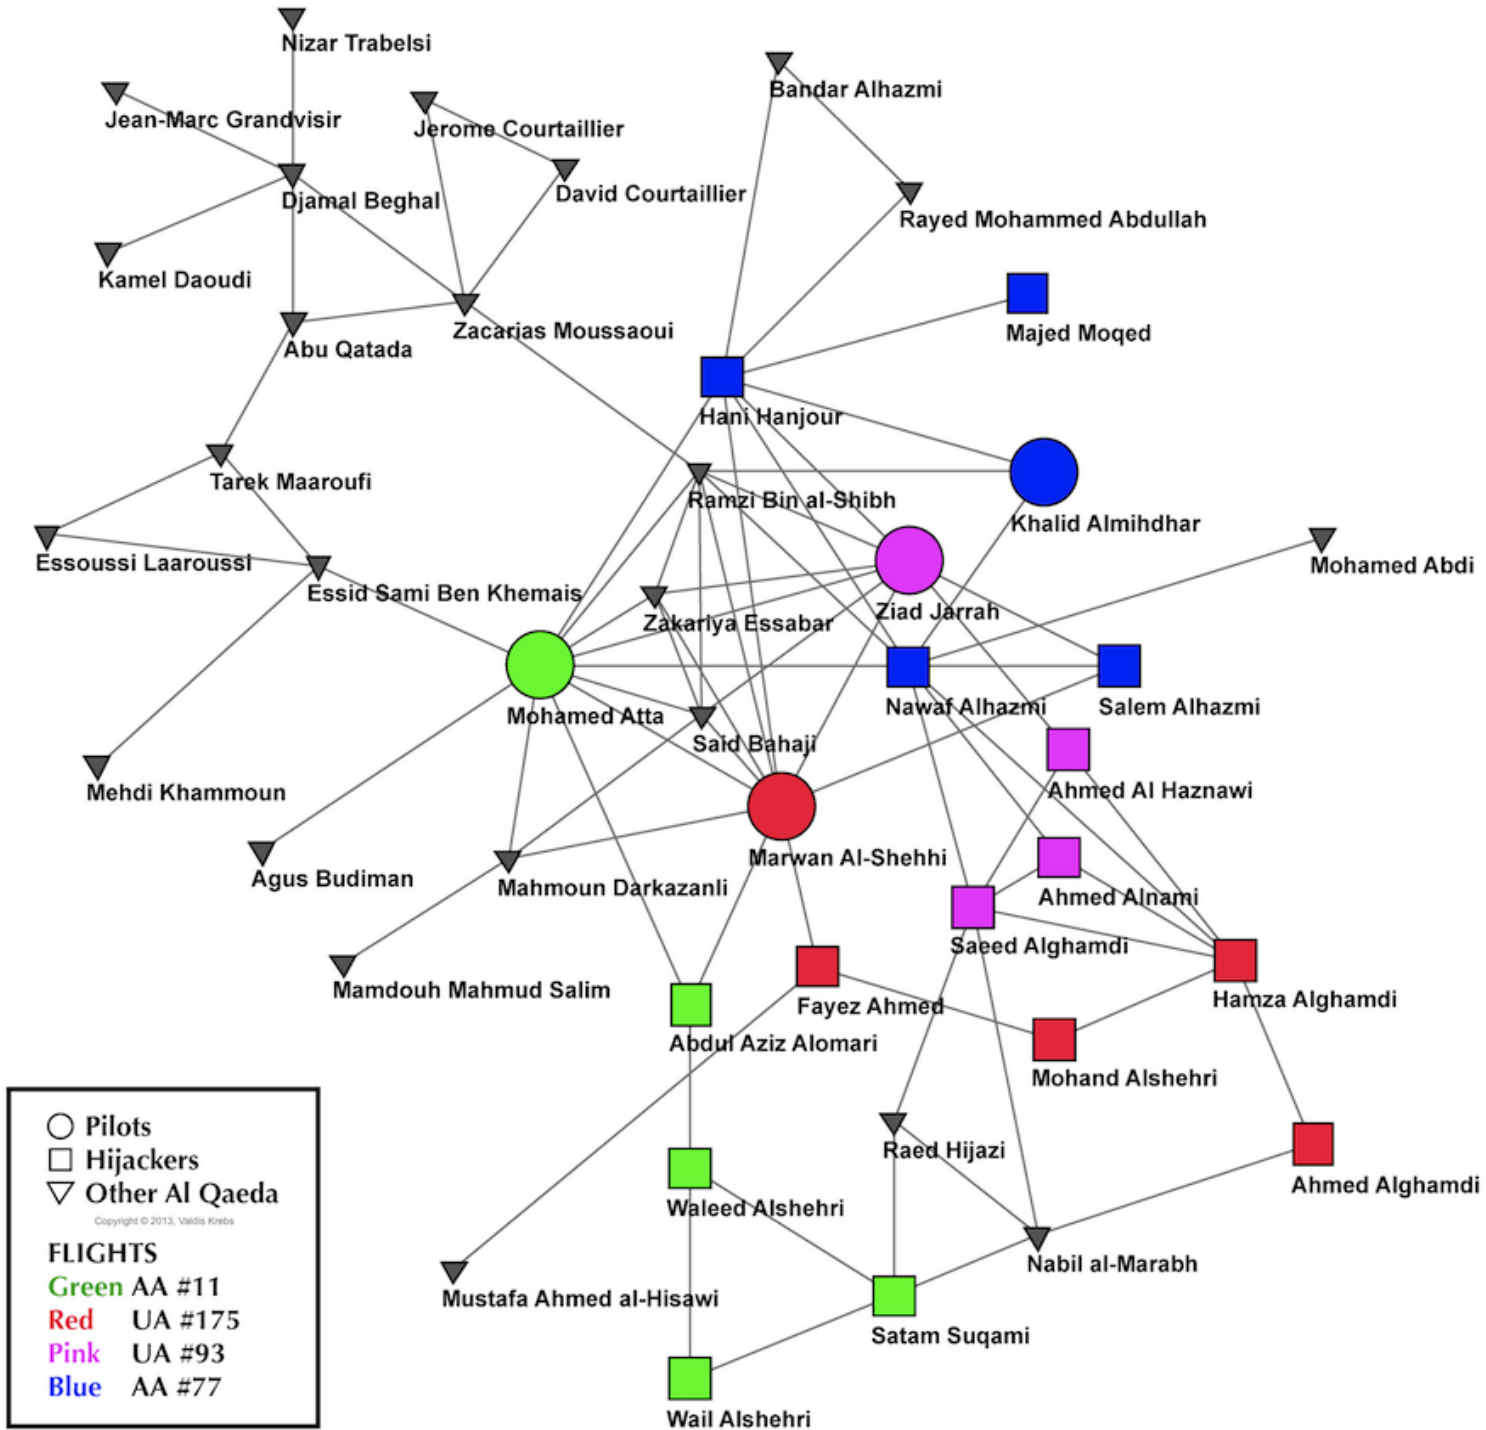 Nizar Trabelsi
Bandar Alhazmi
Jean-Marc Grandvisir
Jerome Courtaillier
David Courtaillier
Djamal Beghal
Rayed Mohammed Abdullah
Kamel Daoudi
Zacarias Moussaoui
Majed Moqed
Abu Qatada
Hani Hanjour
Tarek Maaroufi
Ramzi Bin al-Shibh
Khalid Almihdhar
Essoussi Laaroussi
Mohamed Abdi
Essid Sami Ben Khemais
Ziad Jarrah
Zakariya Essabar
Nawaf Alhazmi
Salem Alhazmi
Mohamed Atta
Said Bahaji
Mehdi Khammoun
Ahmed Al Haznawi
Marwan Al-Shehhi
Agus Budiman
Mahmoun Darkazanli
Ahmed Alnami
Saeed Alghamdi
Mamdouh Mahmud Salim
Hamza Alghamdi
Fayez Ahmed
Abdul Aziz Alomari
Mohand Alshehri
Raed Hijazi
Ahmed Alghamdi
Waleed Alshehri
Nabil al-Marabh
Mustafa Ahmed al-Hisawi
Satam Suqami
Wail Alshehri
Pilots
Hijackers
Other Al Qaeda
Copyright © 2013, Valdis Krebs
FLIGHTS
Green AA #11
Red UA #175
Pink UA #93
Blue AA #77